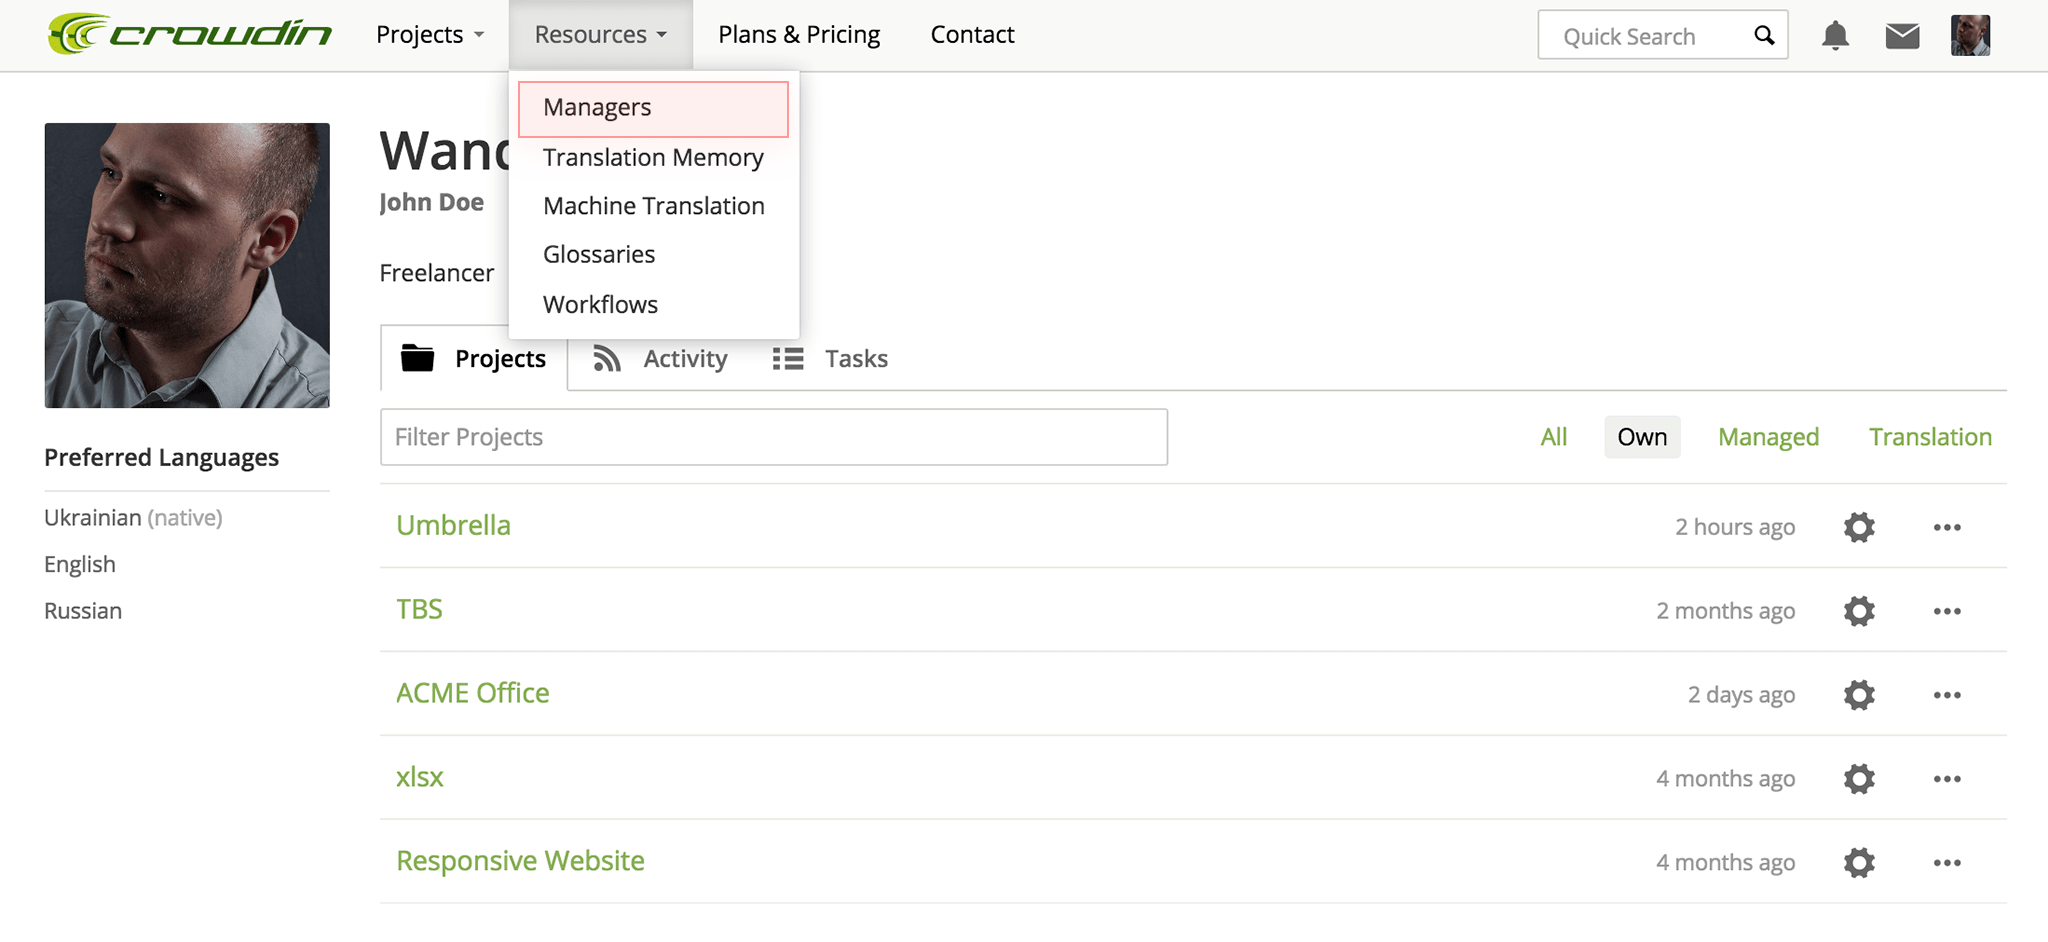 crowdin
Projects
Resources
Plans & Pricing
Contact
Quick Search
Managers
Translation Memory
Machine Translation
Glossaries
Workflows
John Doe
Freelancer
Projects
Activity
Tasks
Filter Projects
All
Own
Managed
Translation
Preferred Languages
Ukrainian (native)
English
Russian
Umbrella
2 hours ago
TBS
2 months ago
ACME Office
2 days ago
xlsx
4 months ago
Responsive Website
4 months ago